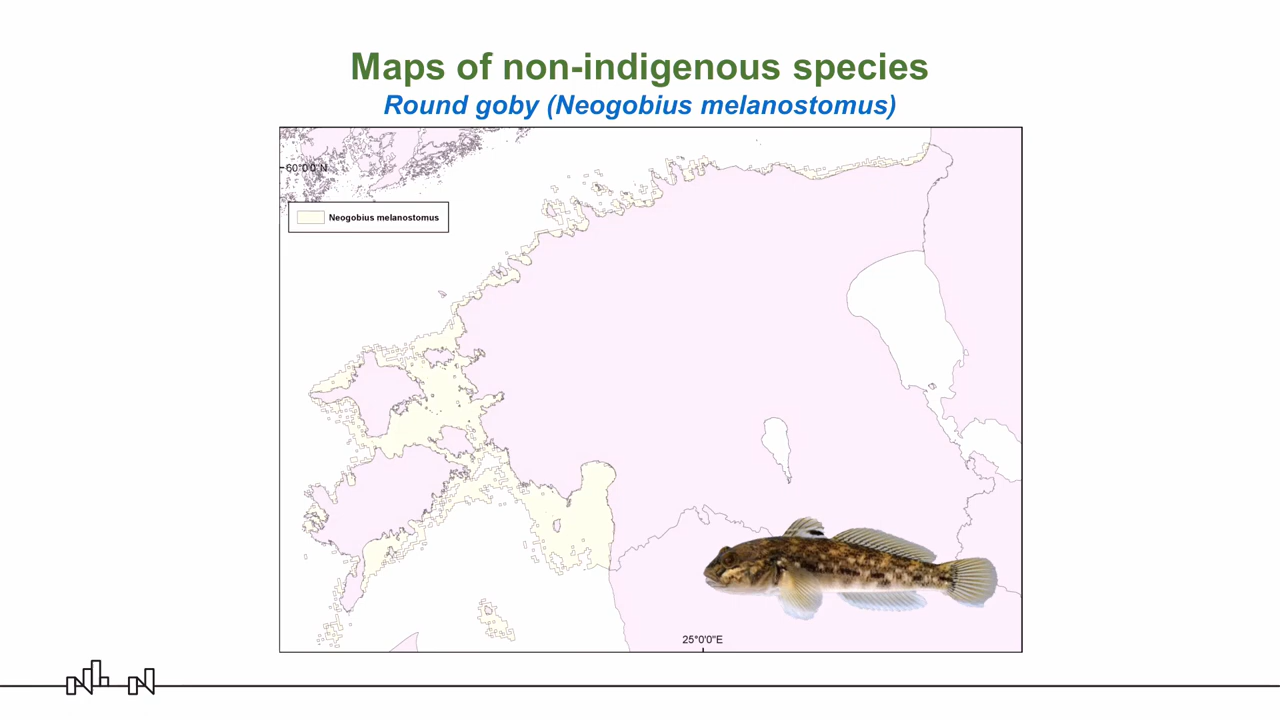 Maps of non-indigenous species
Round goby (Neogobius melanostomus)
60°0'0"N
Neogobius melanostomus
25°0'0"E